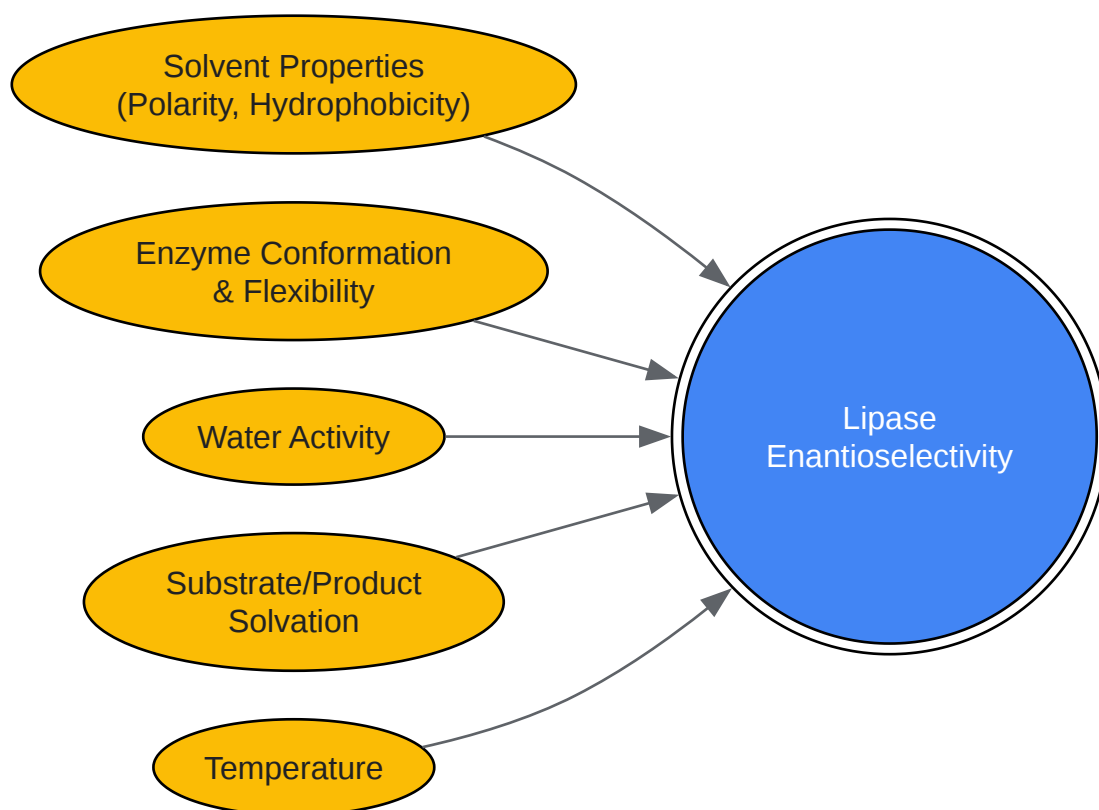 Solvent Properties
(Polarity, Hydrophobicity)
Enzyme Conformation
& Flexibility
Water Activity
Substrate/Product
Solvation
Temperature
Lipase
Enantioselectivity